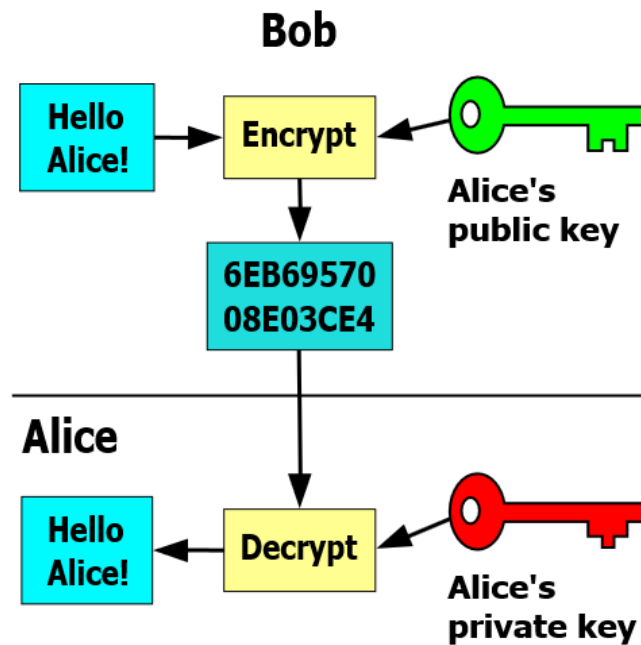 Bob
Hello
Alice!
Encrypt
Alice's
public key
6EB69570
08E03CE4
Alice
Hello
Alice!
Decrypt
Alice's
private key